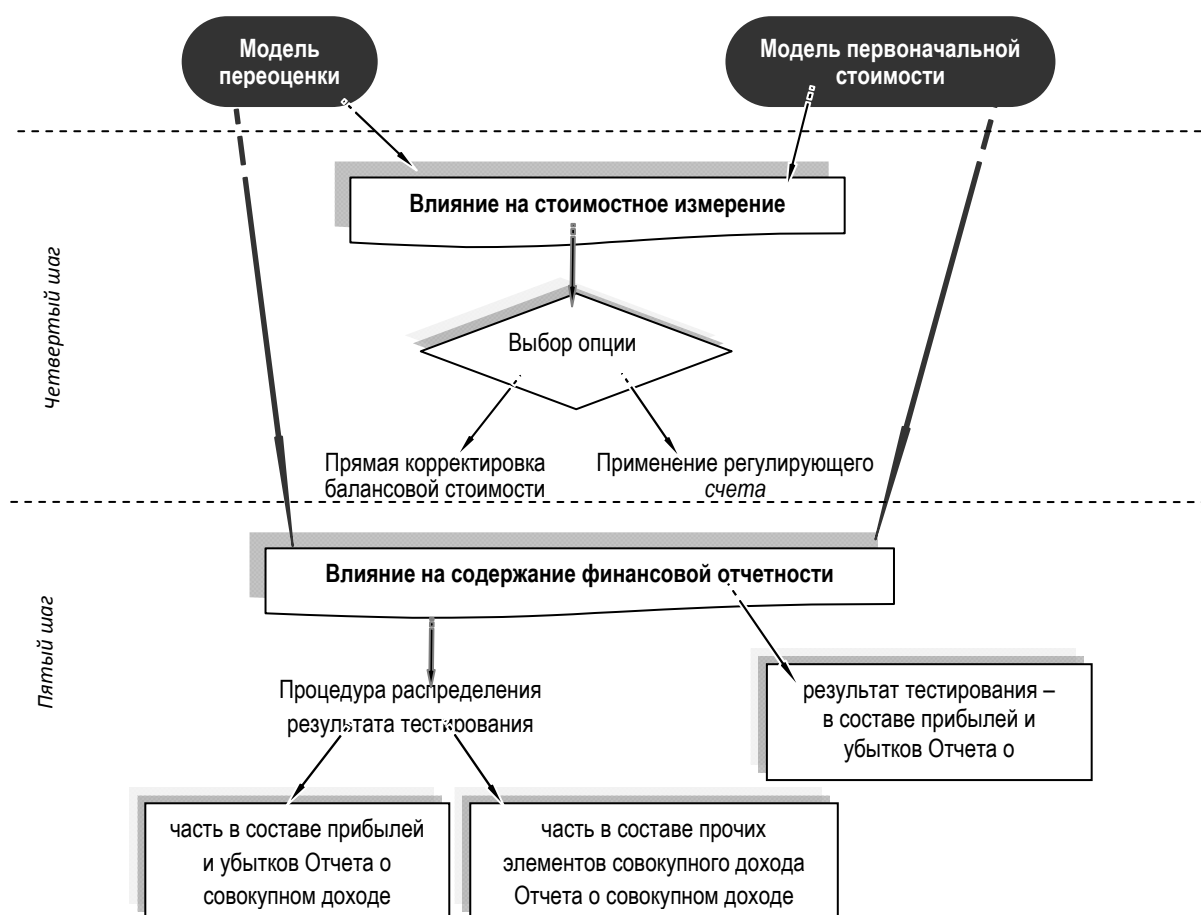 Модель
переоценки
Модель первоначальной
стоимости
Четвертый шаг
Влияние на стоимостное измерение
Выбор опции
Прямая корректировка
балансовой стоимости
Применение регулирующего
счета
Пятый шаг
Влияние на содержание финансовой отчетности
Процедура распределения
результата тестирования
результат тестирования –
в составе прибылей и
убытков Отчета о
часть в составе прибылей
и убытков Отчета о
совокупном доходе
часть в составе прочих
элементов совокупного дохода
Отчета о совокупном доходе